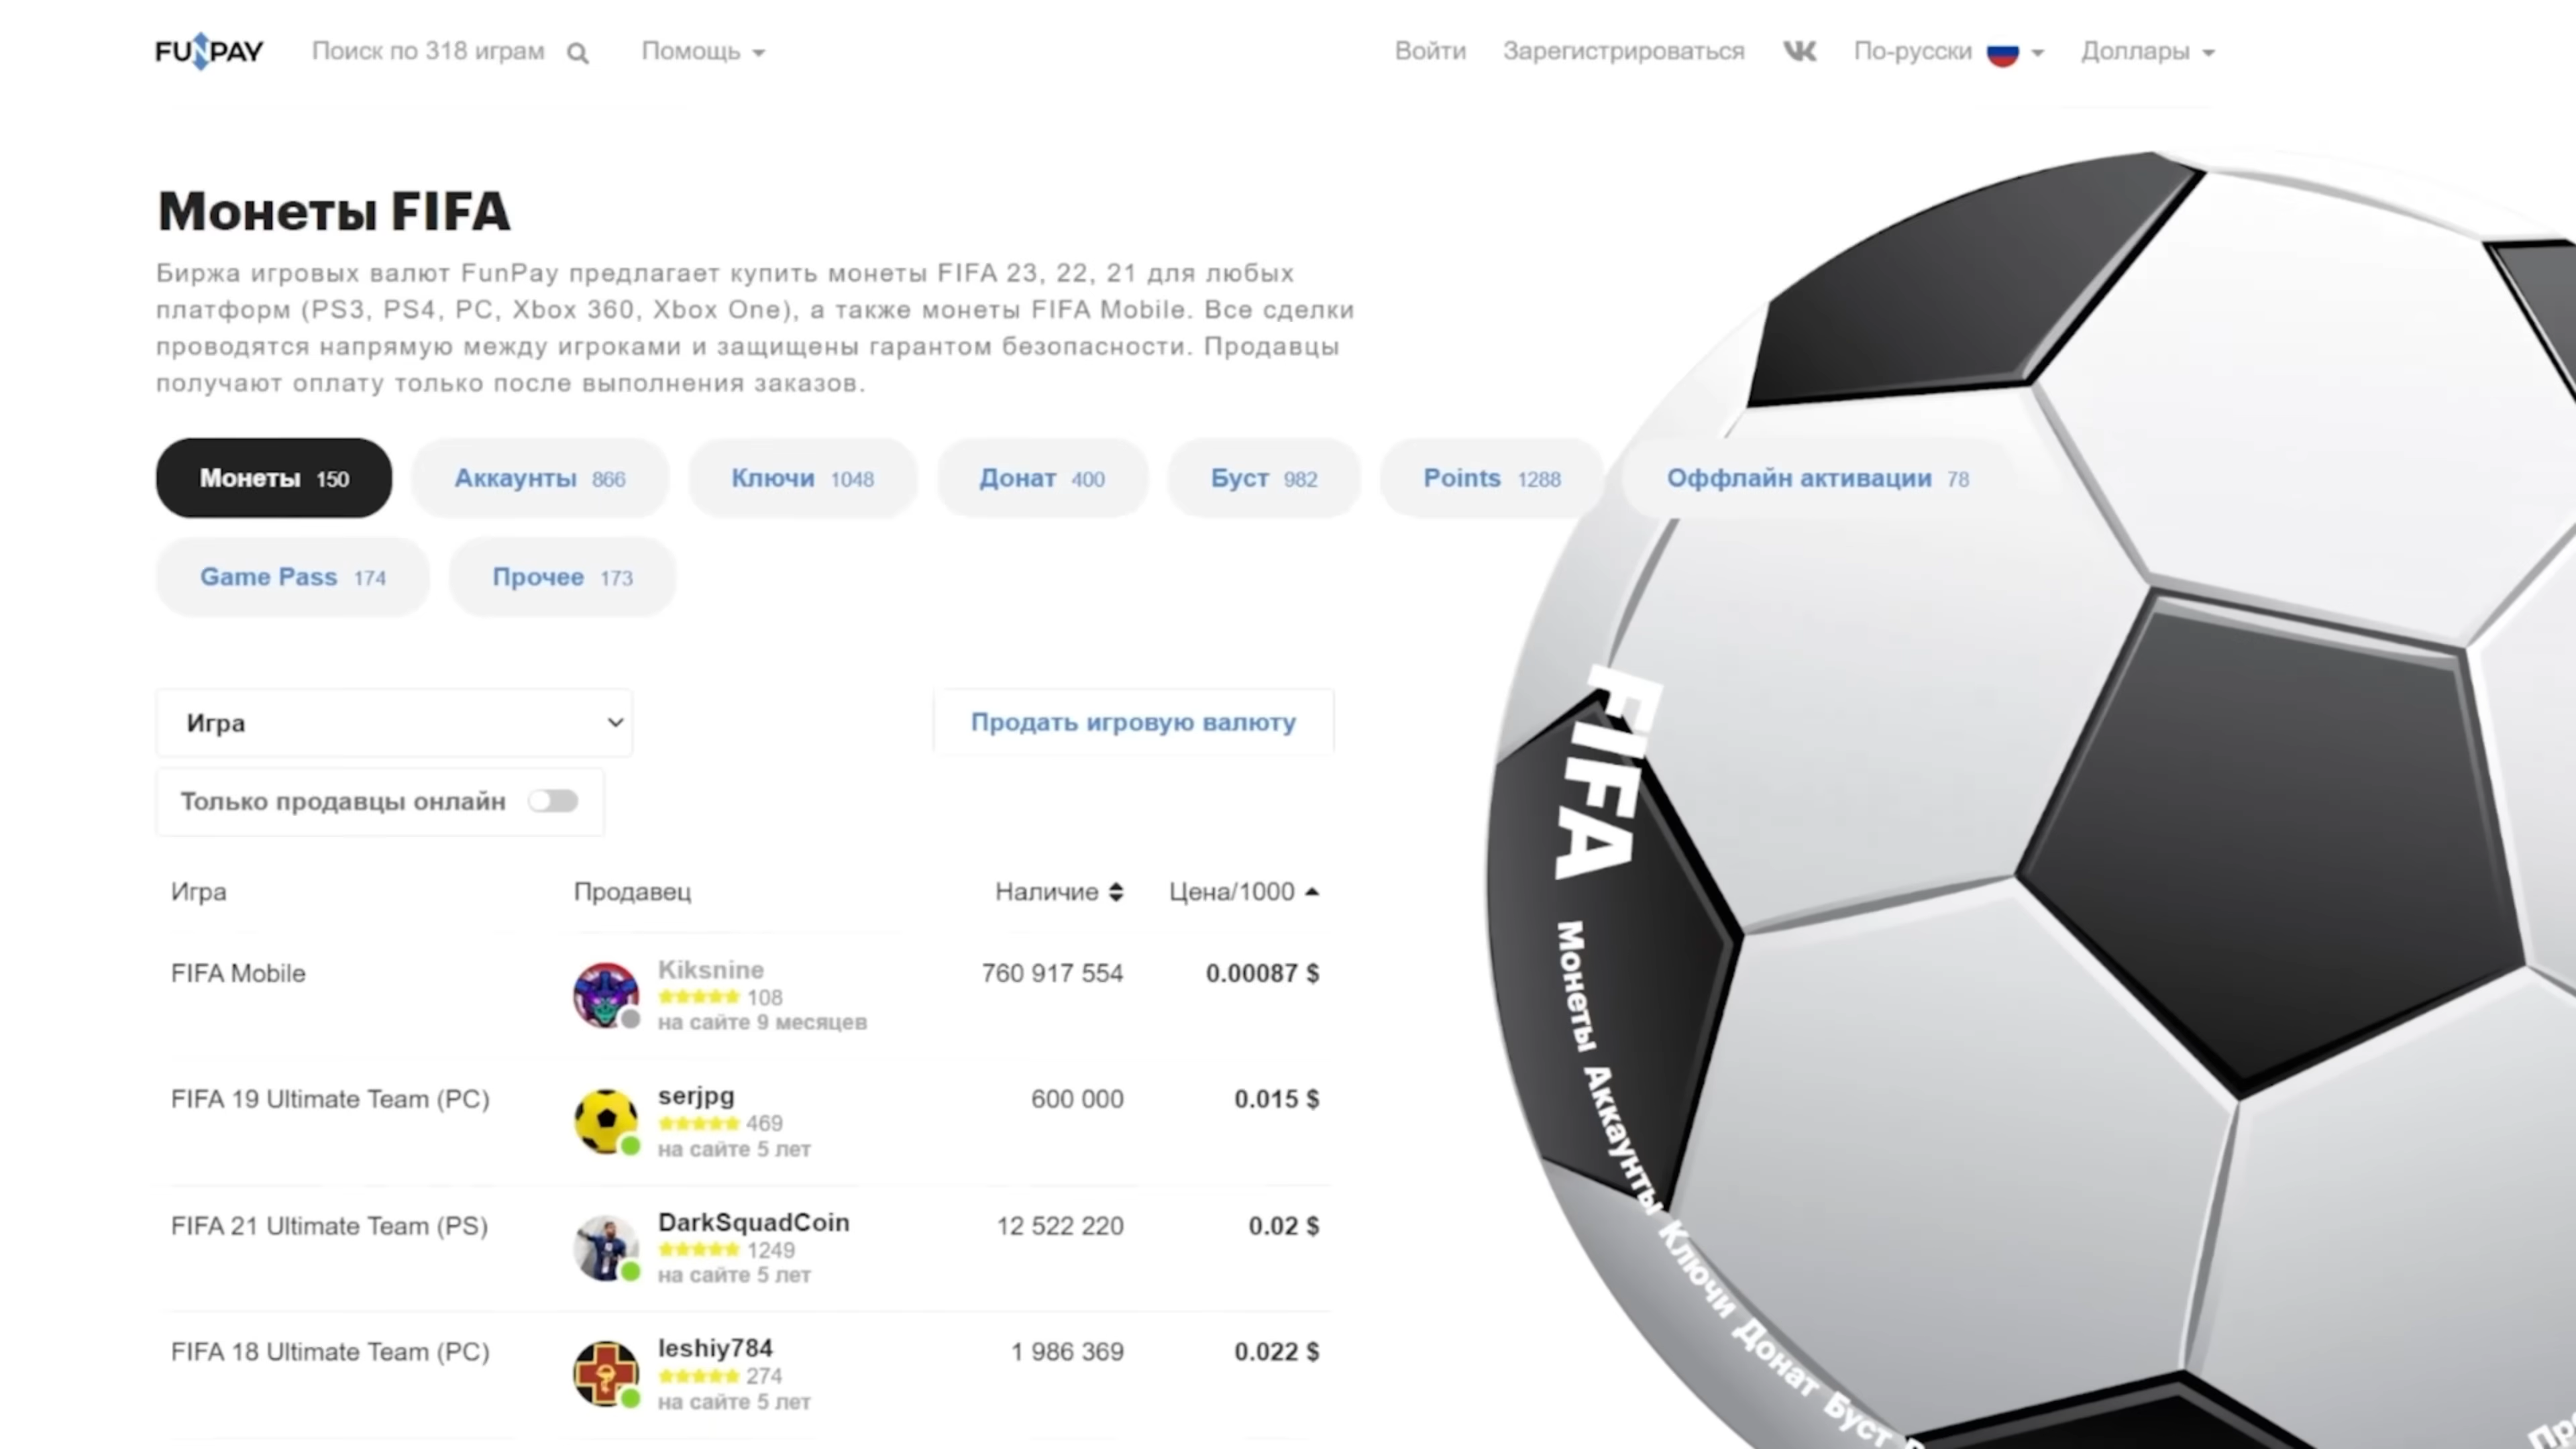 FUNPAY Поиск по 318 играм Помощь Войти Зарегистрироваться По-русски Доллары
Монеты FIFA
Биржа игровых валют FunPay предлагает купить монеты FIFA 23, 22, 21 для любых
платформ (PS3, PS4, PC, Xbox 360, Xbox One), а также монеты FIFA Mobile. Все сделки
проводятся напрямую между игроками и защищены гарантом безопасности. Продавцы
получают оплату только после выполнения заказов.
Монеты 150 Аккаунты 866 Ключи 1048 Донат 400 Буст 982 Points 1288 Оффлайн активации 78
Game Pass 174 Прочее 173
Игра Продать игровую валюту
Только продавцы онлайн
Игра Продавец Наличие Цена/1000
FIFA Mobile Kiksnine 760 917 554 0.00087 $
108
на сайте 9 месяцев
FIFA 19 Ultimate Team (PC) serjpg 600 000 0.015 $
469
на сайте 5 лет
FIFA 21 Ultimate Team (PS) DarkSquadCoin 12 522 220 0.02 $
1249
на сайте 5 лет
FIFA 18 Ultimate Team (PC) leshiy784 1 986 369 0.022 $
274
на сайте 5 лет
FIFA Монеты Аккаунты Ключи Донат Буст